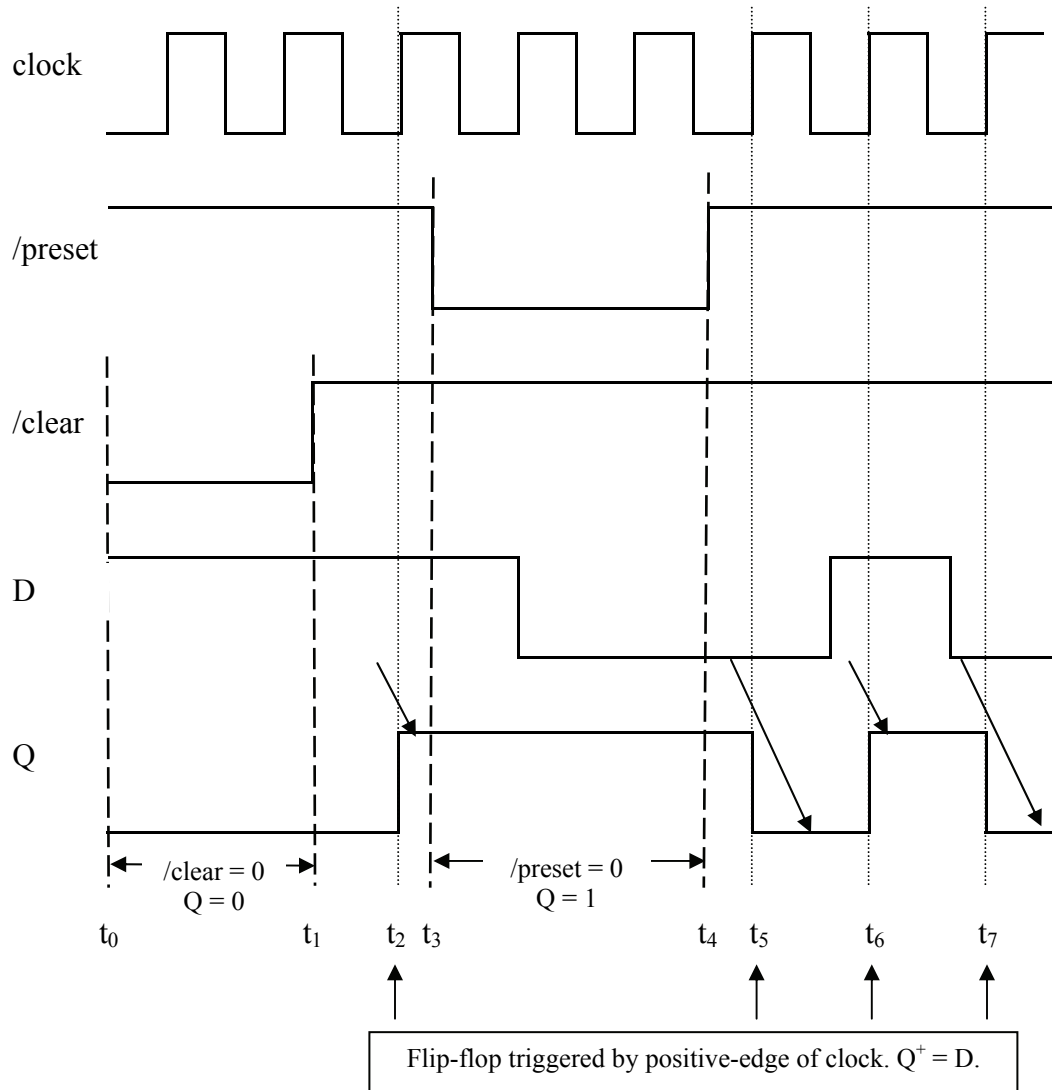 clock
/preset
/clear
D
Q
/clear = 0
Q = 0
/preset = 0
Q = 1
t₀ t₁ t₂ t₃ t₄ t₅ t₆ t₇
Flip-flop triggered by positive-edge of clock. Q⁺ = D.